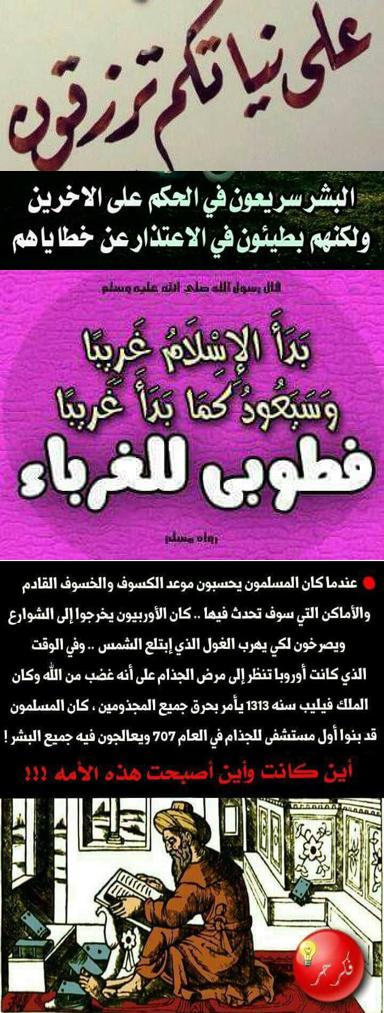 على نياتكم ترزقون
البشر سريعون في الحكم على الاخرين
ولكنهم بطيئون في الاعتذار عن خطاياهم
قال رسول الله صلى الله عليه وسلم
بَدَأَ الإِسْلَامُ غَرِيبًا
وَسَيَعُودُ كَمَا بَدَأَ غَرِيبًا
فطوبى للغرباء
رواه مسلم
عندما كان المسلمون يحسبون موعد الكسوف والخسوف القادم
والأماكن التي سوف تحدث فيها .. كان الأوربيون يخرجوا إلى الشوارع
ويصرخون لكي يهرب الغول الذي إبتلع الشمس .. وفي الوقت
الذي كانت أوروبا تنظر إلى مرض الجذام على أنه غضب من الله وكان
الملك فيليب سنه 1313 يأمر بحرق جميع المجذومين ، كان المسلمون
قد بنوا أول مستشفى للجذام في العام 707 ويعالجون فيه جميع البشر !
أين كانت وأين أصبحت هذه الأمه !!!
فكر حر